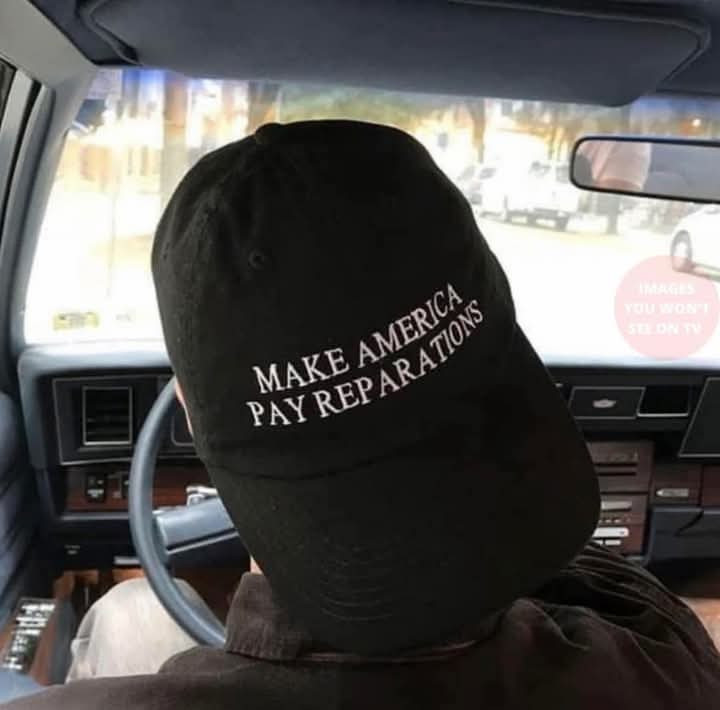 MAKE AMERICA
PAY REPARATIONS
IMAGES
YOU WON'T
SEE ON TV